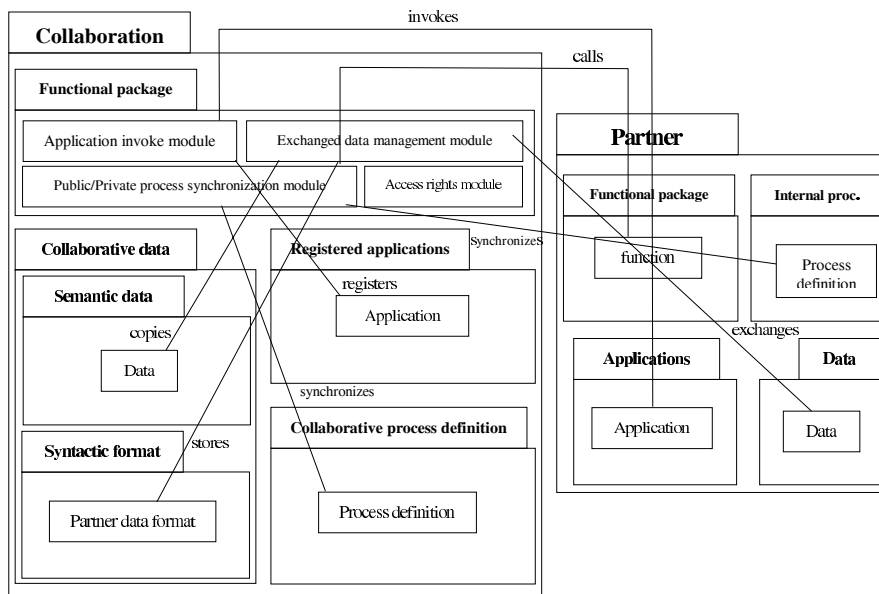 invokes
Collaboration
calls
Functional package
Application invoke module
Exchanged data management module
Public/Private process synchronization module
Access rights module
Partner
Functional package
Internal proc.
function
Process definition
SynchronizeS
Collaborative data
Registered applications
Semantic data
registers
Application
copies
Data
exchanges
Applications
Data
Application
Data
synchronizes
Collaborative process definition
Syntactic format
stores
Partner data format
Process definition